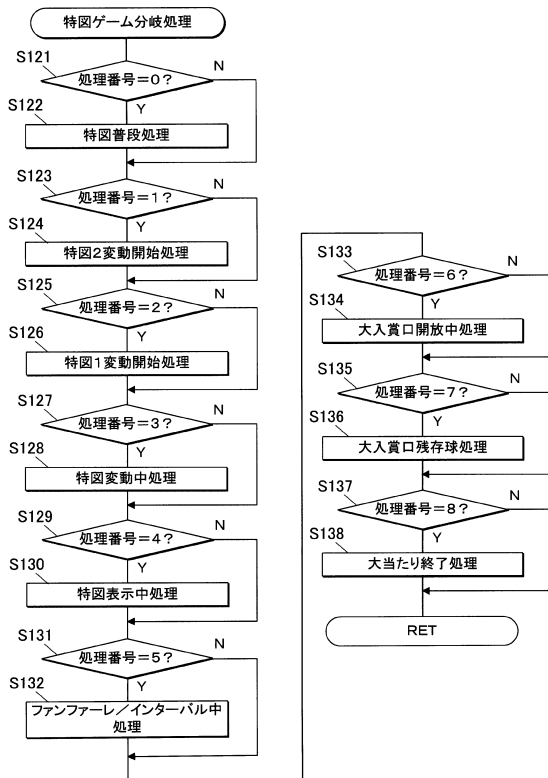 特図ゲーム分岐処理
S121
処理番号=0?
N
Y
S122
特図普段処理
S123
処理番号=1?
N
Y
S124
特図2変動開始処理
S125
処理番号=2?
N
Y
S126
特図1変動開始処理
S127
処理番号=3?
N
Y
S128
特図変動中処理
S129
処理番号=4?
N
Y
S130
特図表示中処理
S131
処理番号=5?
N
Y
S132
ファンファーレ/インターバル中
処理
S133
処理番号=6?
N
Y
S134
大入賞口開放中処理
S135
処理番号=7?
N
Y
S136
大入賞口残存球処理
S137
処理番号=8?
N
Y
S138
大当たり終了処理
RET